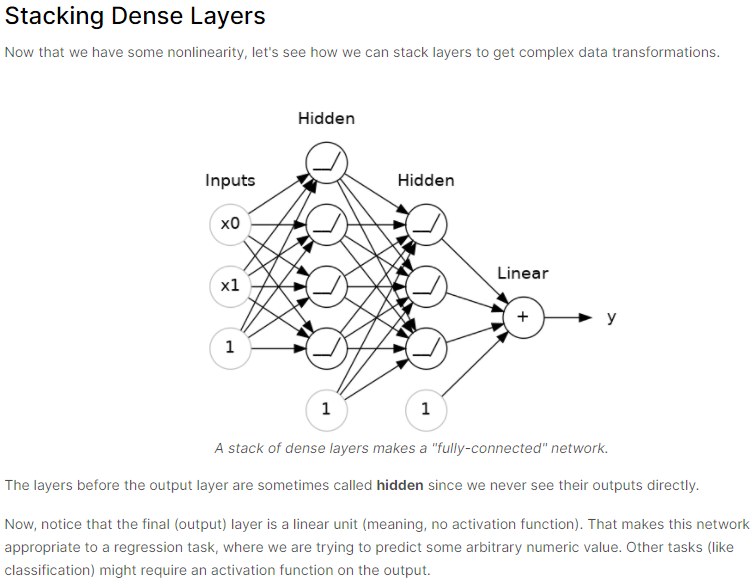 Stacking Dense Layers
Now that we have some nonlinearity, let's see how we can stack layers to get complex data transformations.
Hidden
Inputs
Hidden
x0
x1
Linear
+
y
1
1
1
A stack of dense layers makes a "fully-connected" network.
The layers before the output layer are sometimes called hidden since we never see their outputs directly.
Now, notice that the final (output) layer is a linear unit (meaning, no activation function). That makes this network
appropriate to a regression task, where we are trying to predict some arbitrary numeric value. Other tasks (like
classification) might require an activation function on the output.